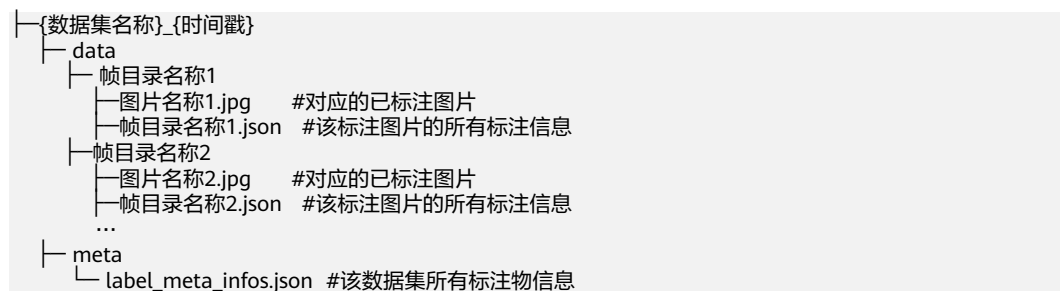 ├─{数据集名称}_{时间戳}
├─ data
├─ 帧目录名称1
├─图片名称1.jpg #对应的已标注图片
├─帧目录名称1.json #该标注图片的所有标注信息
├─帧目录名称2
├─图片名称2.jpg #对应的已标注图片
├─帧目录名称2.json #该标注图片的所有标注信息
...
├─ meta
└─ label_meta_infos.json #该数据集所有标注物信息